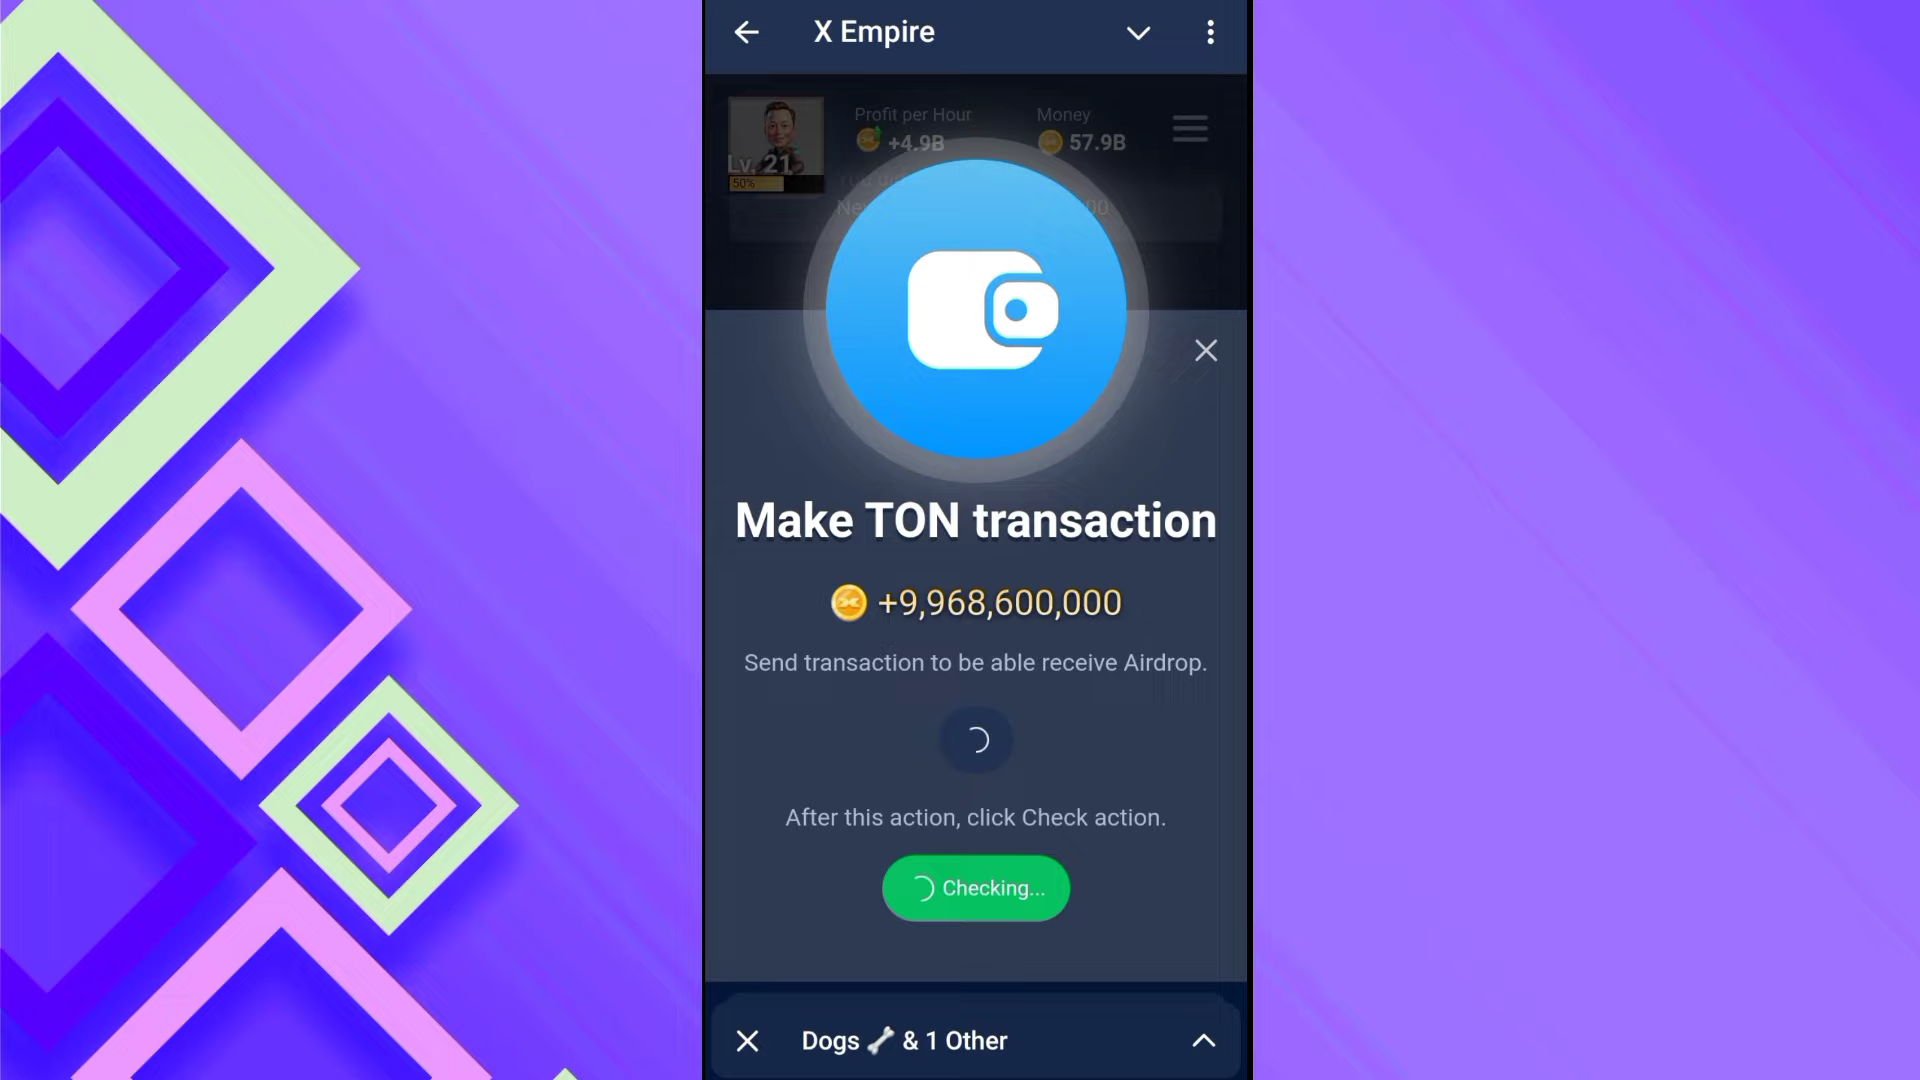 X Empire
Profit per Hour
Money
+4.9B
57.9B
Lv. 21
50%
Make TON transaction
+9,968,600,000
Send transaction to be able receive Airdrop.
After this action, click Check action.
Checking...
Dogs 🦴 & 1 Other